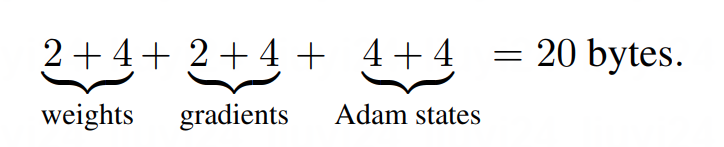 2 + 4 + 2 + 4 + 4 + 4 = 20 bytes.
weights gradients Adam states